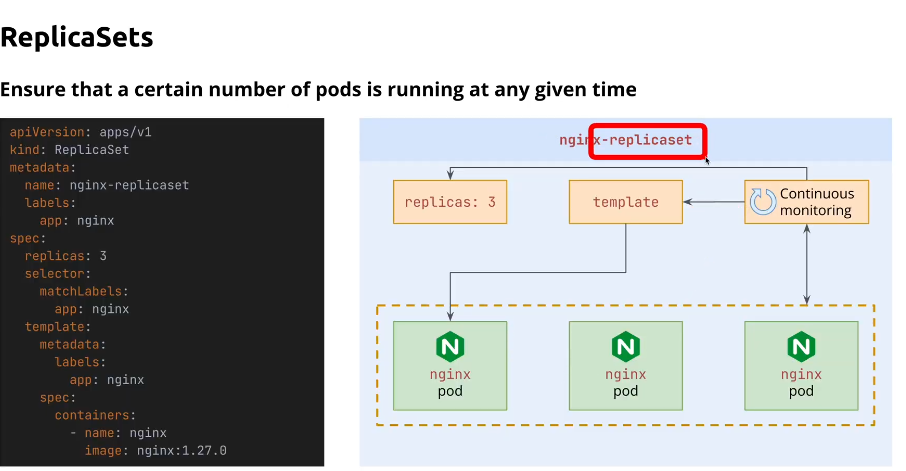 ReplicaSets
Ensure that a certain number of pods is running at any given time
apiVersion: apps/v1
kind: ReplicaSet
metadata:
  name: nginx-replicaset
  labels:
    app: nginx
spec:
  replicas: 3
  selector:
    matchLabels:
      app: nginx
  template:
    metadata:
      labels:
        app: nginx
    spec:
      containers:
        - name: nginx
          image: nginx:1.27.0
nginx-replicaset
replicas: 3
template
Continuous
monitoring
N
nginx
pod
N
nginx
pod
N
nginx
pod